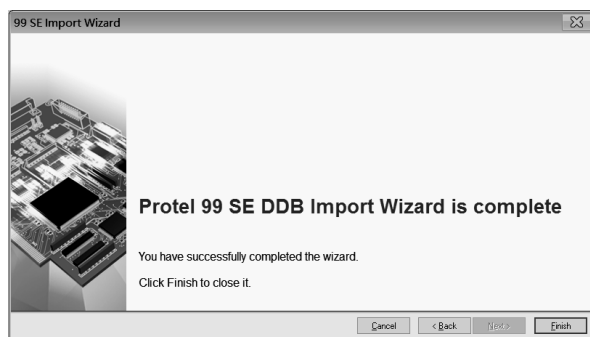 99 SE Import Wizard
Protel 99 SE DDB Import Wizard is complete
You have successfully completed the wizard.
Click Finish to close it.
Cancel
< Back
Next >
Finish